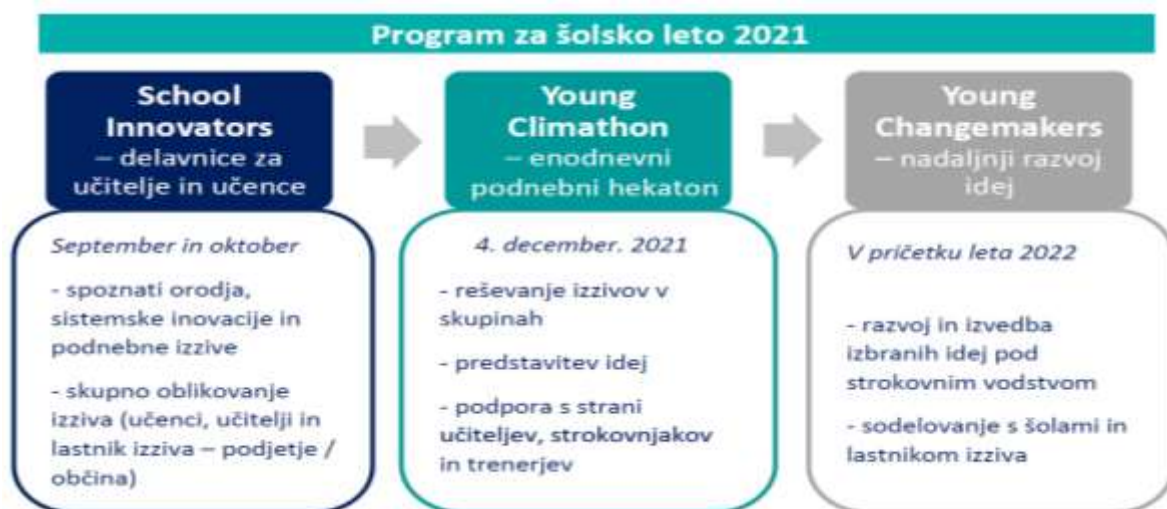 Program za šolsko leto 2021
School
Innovators
– delavnice za
učitelje in učence
September in oktober
- spoznati orodja,
sistemske inovacije in
podnebne izzive
- skupno oblikovanje
izziva (učenci, učitelji in
lastnik izziva – podjetje /
občina)
Young
Climathon
– enodnevni
podnebni hekaton
4. december. 2021
- reševanje izzivov v
skupinah
- predstavitev idej
- podpora s strani
učiteljev, strokovnjakov
in trenerjev
Young
Changemakers
– nadaljnji razvoj
idej
V pričetku leta 2022
- razvoj in izvedba
izbranih idej pod
strokovnim vodstvom
- sodelovanje s šolami in
lastnikom izziva